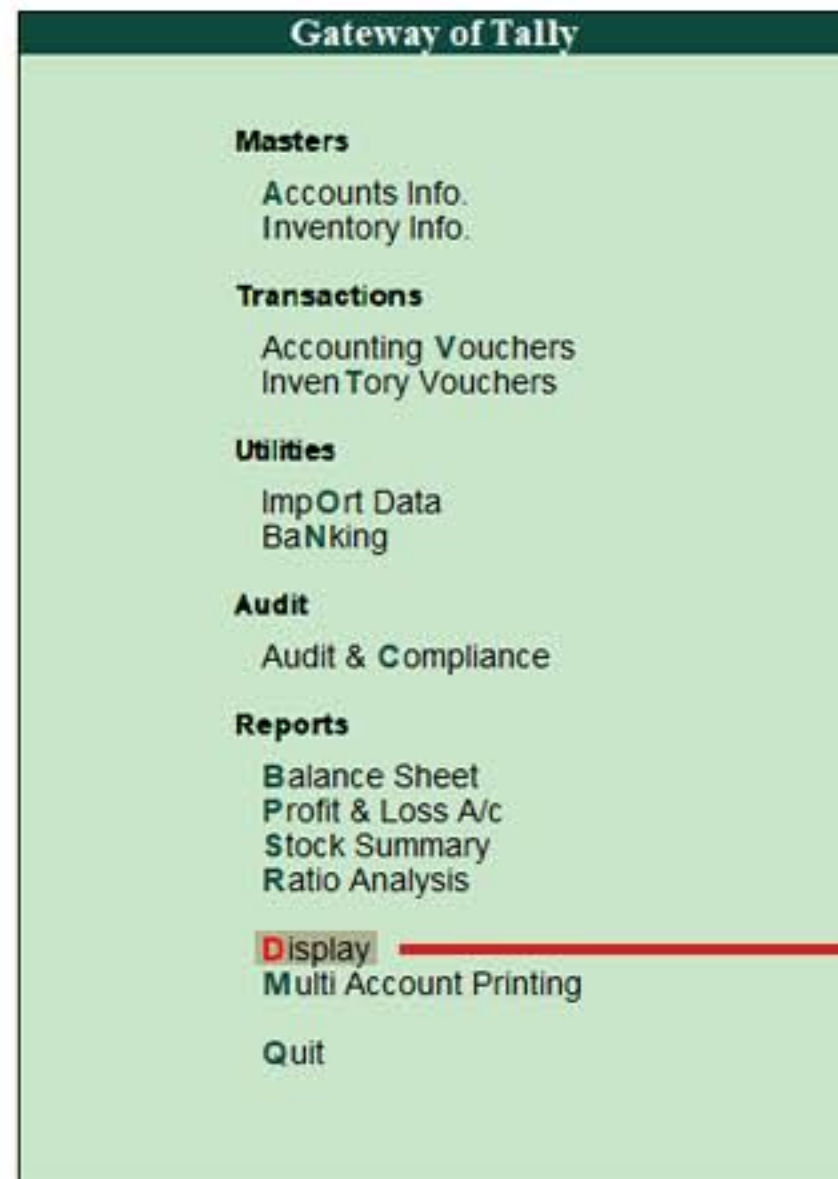 Gateway of Tally
Masters
Accounts Info.
Inventory Info.
Transactions
Accounting Vouchers
InvenTory Vouchers
Utilities
ImpOrt Data
BaNking
Audit
Audit & Compliance
Reports
Balance Sheet
Profit & Loss A/c
Stock Summary
Ratio Analysis
Display
Multi Account Printing
Quit